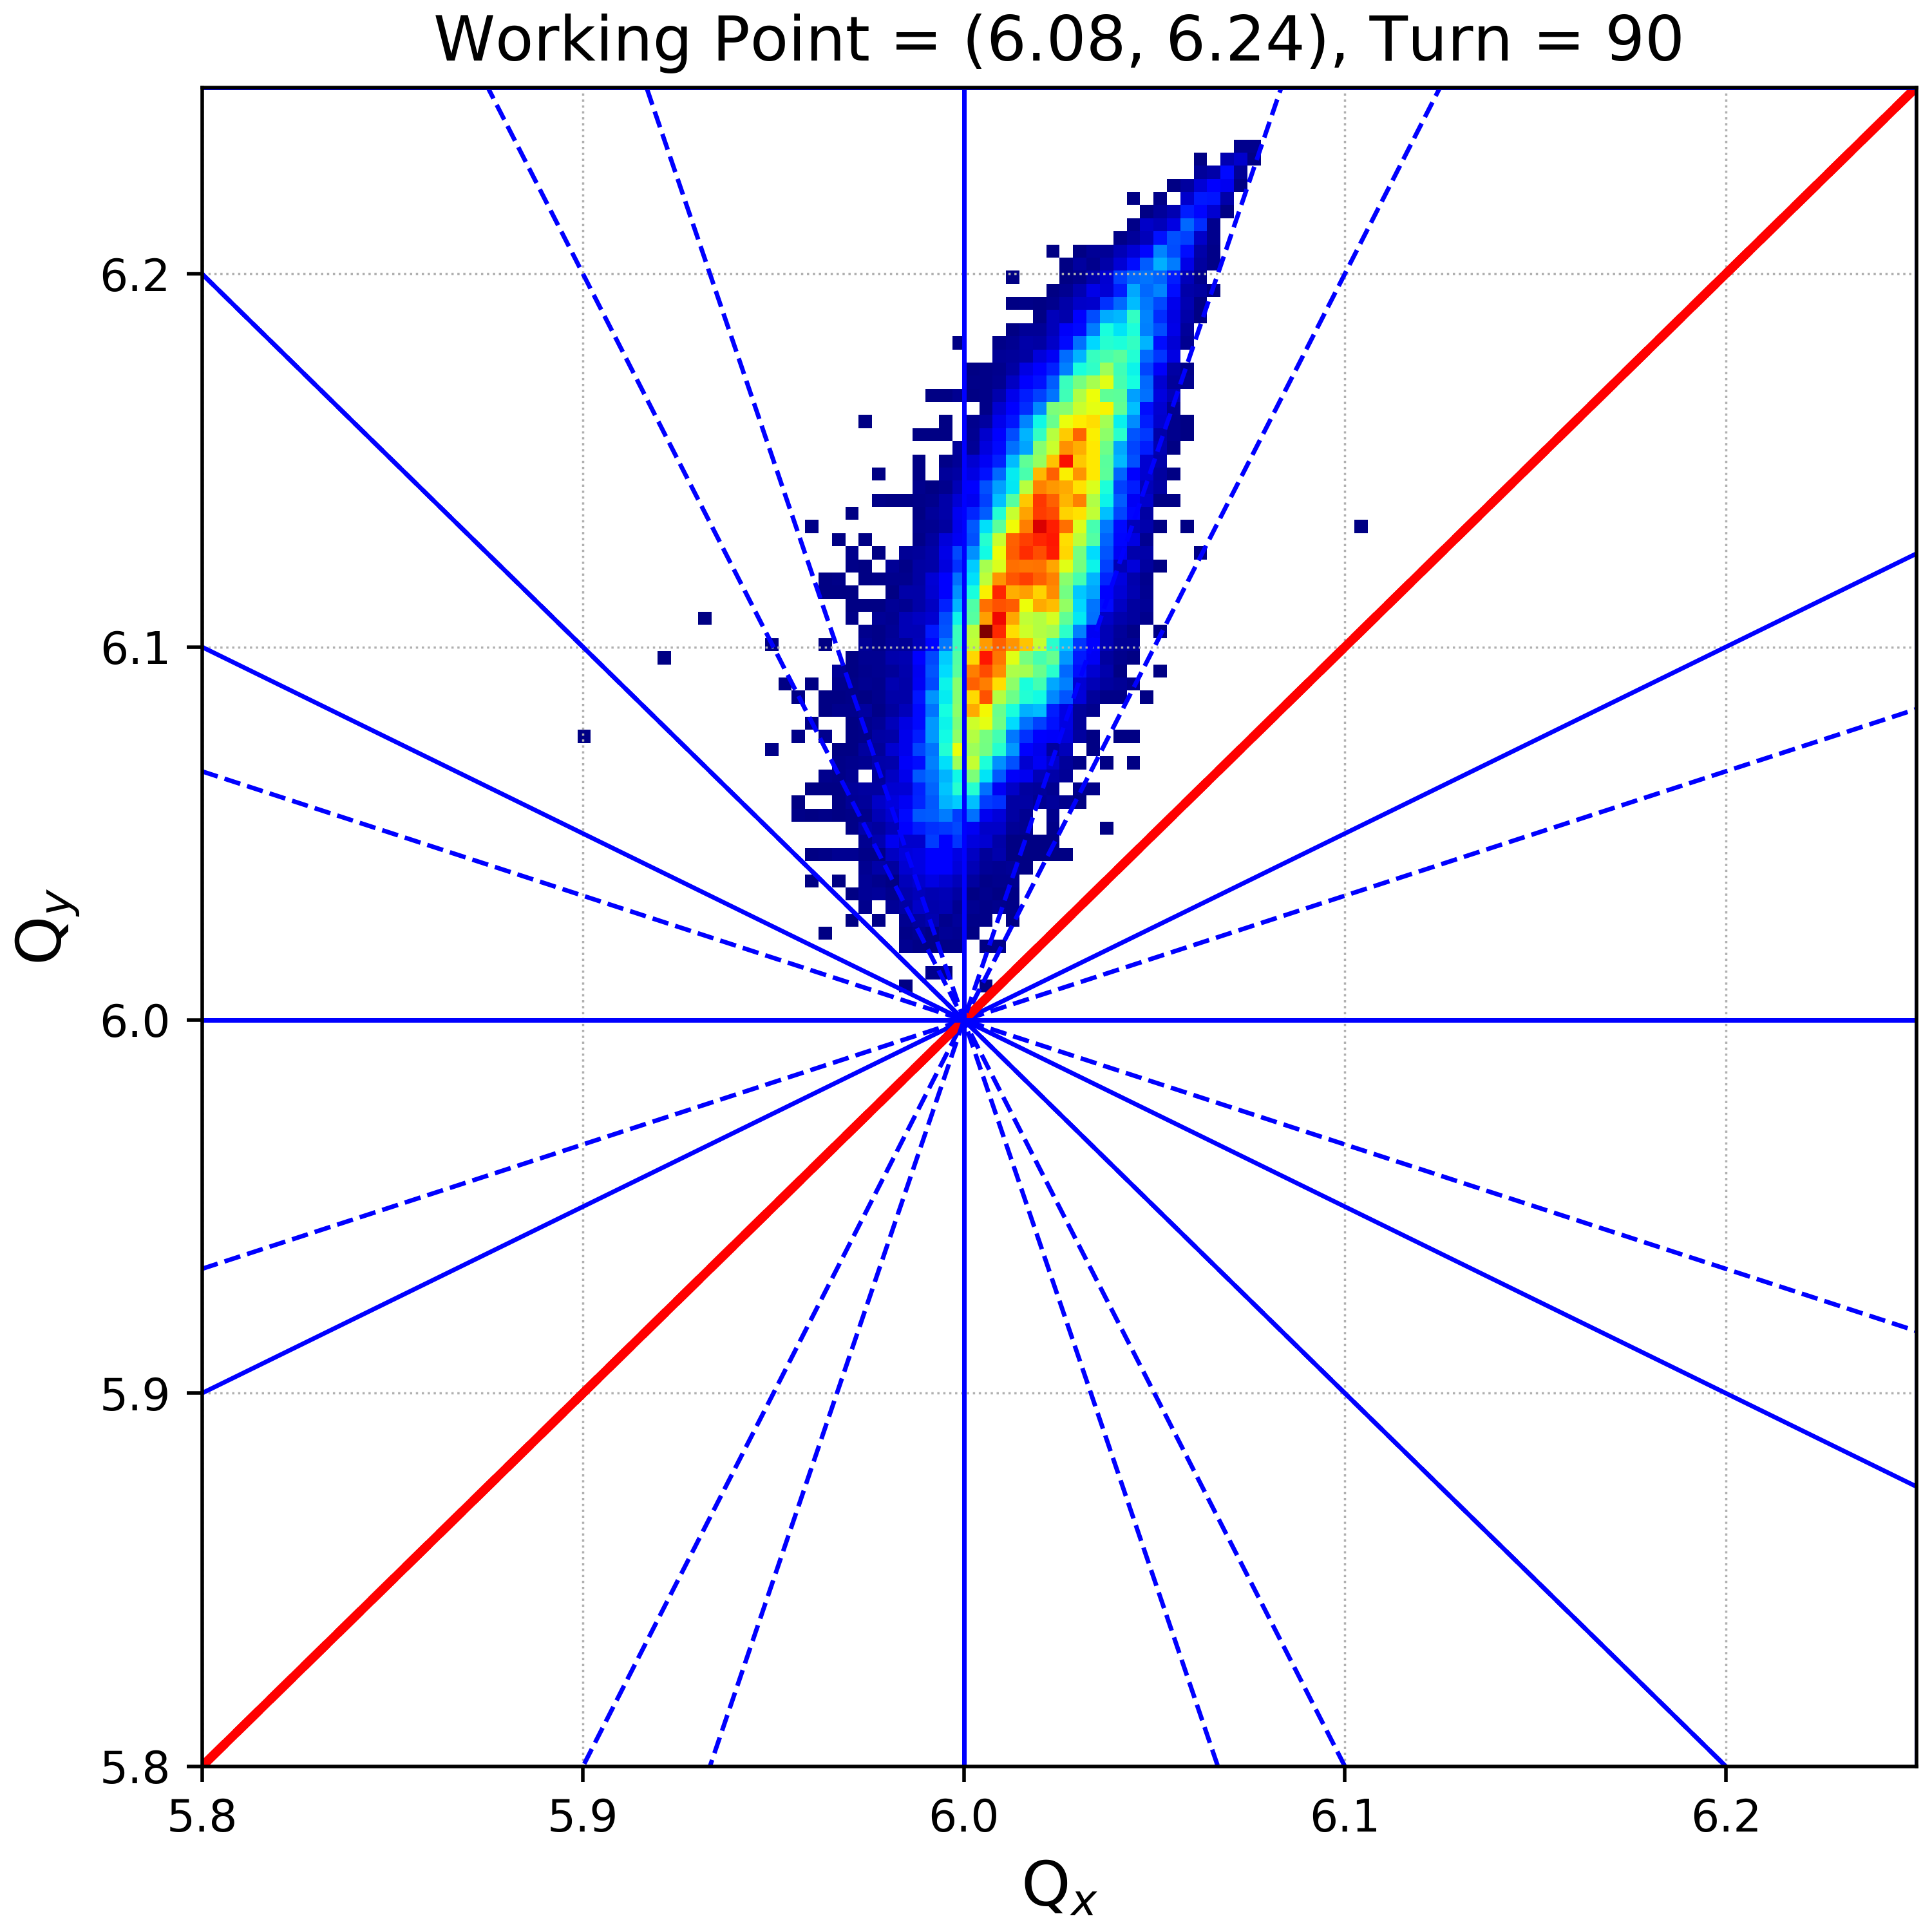 Working Point = (6.08, 6.24), Turn = 90
6.2
6.1
6.0
5.9
5.8
Qy
5.8 5.9 6.0 6.1 6.2
Qx